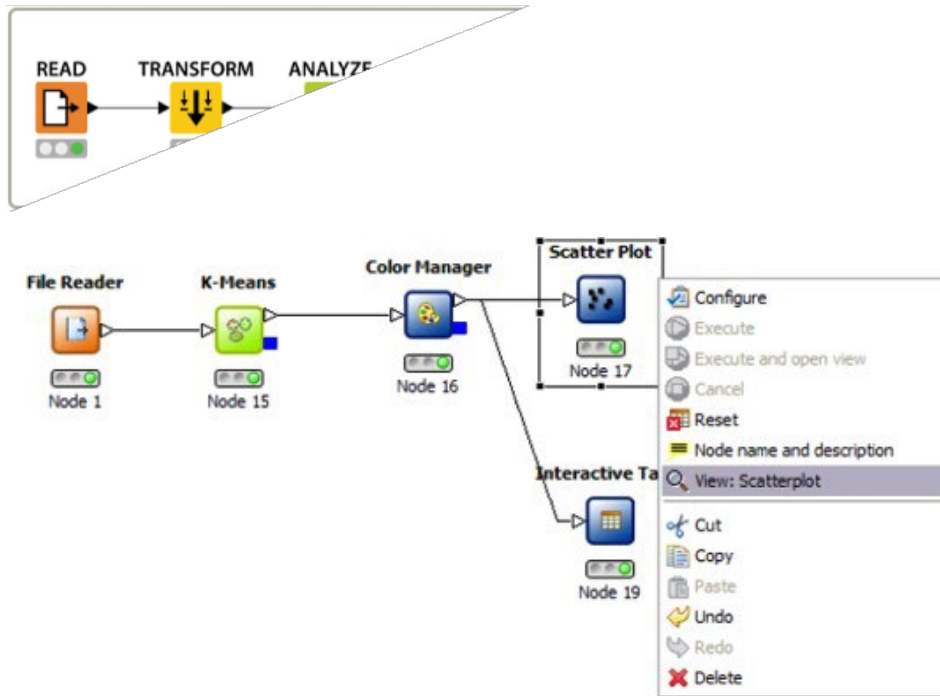 READ TRANSFORM ANALYZE
File Reader
Node 1
K-Means
Node 15
Color Manager
Node 16
Scatter Plot
Node 17
Interactive Ta
Node 19
Configure
Execute
Execute and open view
Cancel
Reset
Node name and description
View: Scatterplot
Cut
Copy
Paste
Undo
Redo
Delete